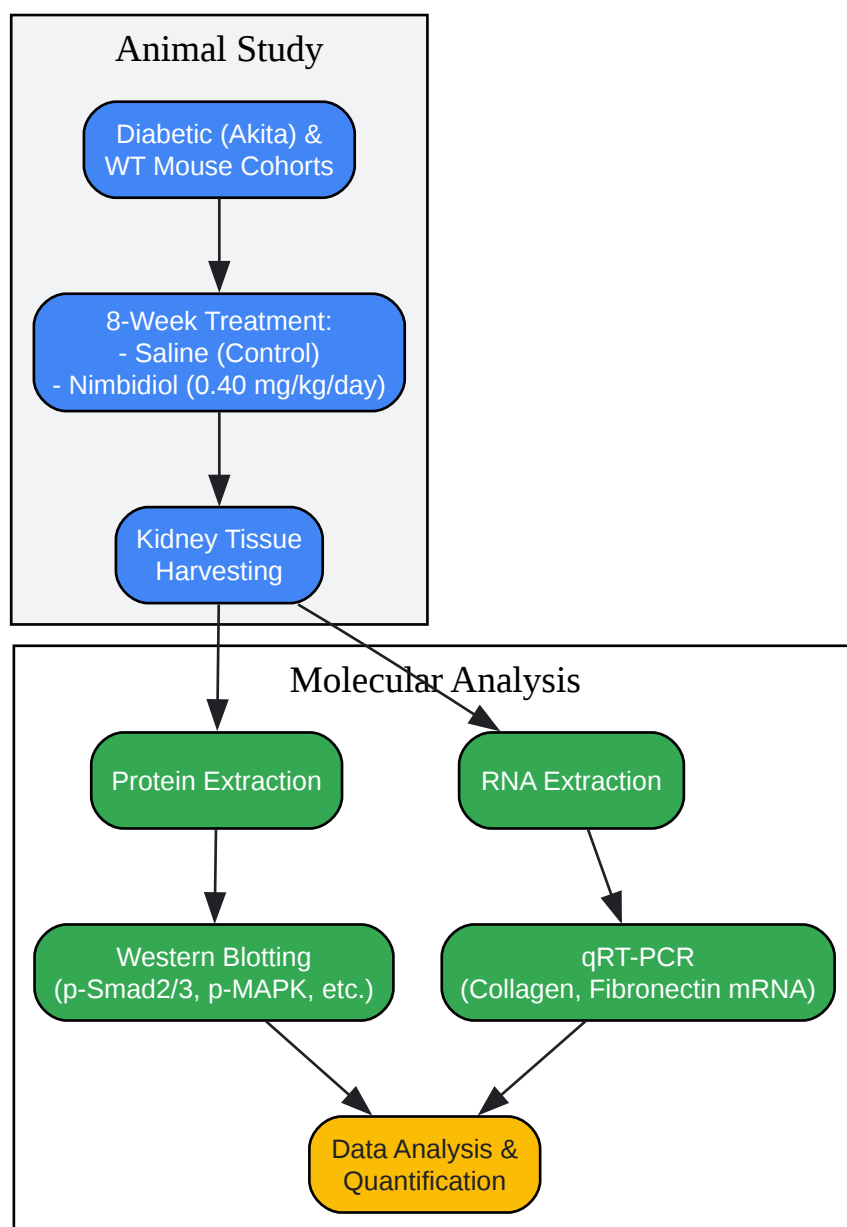 Animal Study
Diabetic (Akita) &
WT Mouse Cohorts
8-Week Treatment:
- Saline (Control)
- Nimbidiol (0.40 mg/kg/day)
Kidney Tissue
Harvesting
Molecular Analysis
Protein Extraction
RNA Extraction
Western Blotting
(p-Smad2/3, p-MAPK, etc.)
qRT-PCR
(Collagen, Fibronectin mRNA)
Data Analysis &
Quantification